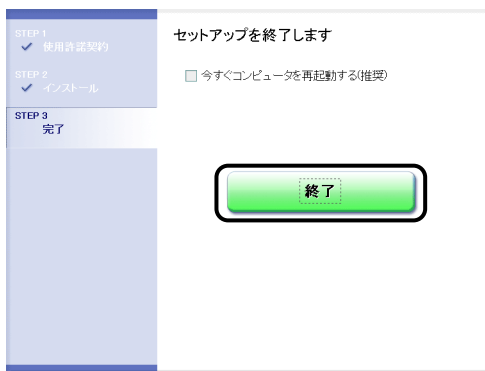 STEP 1
使用許諾契約
STEP 2
インストール
STEP 3
完了
セットアップを終了します
今すぐコンピュータを再起動する(推奨)
終了